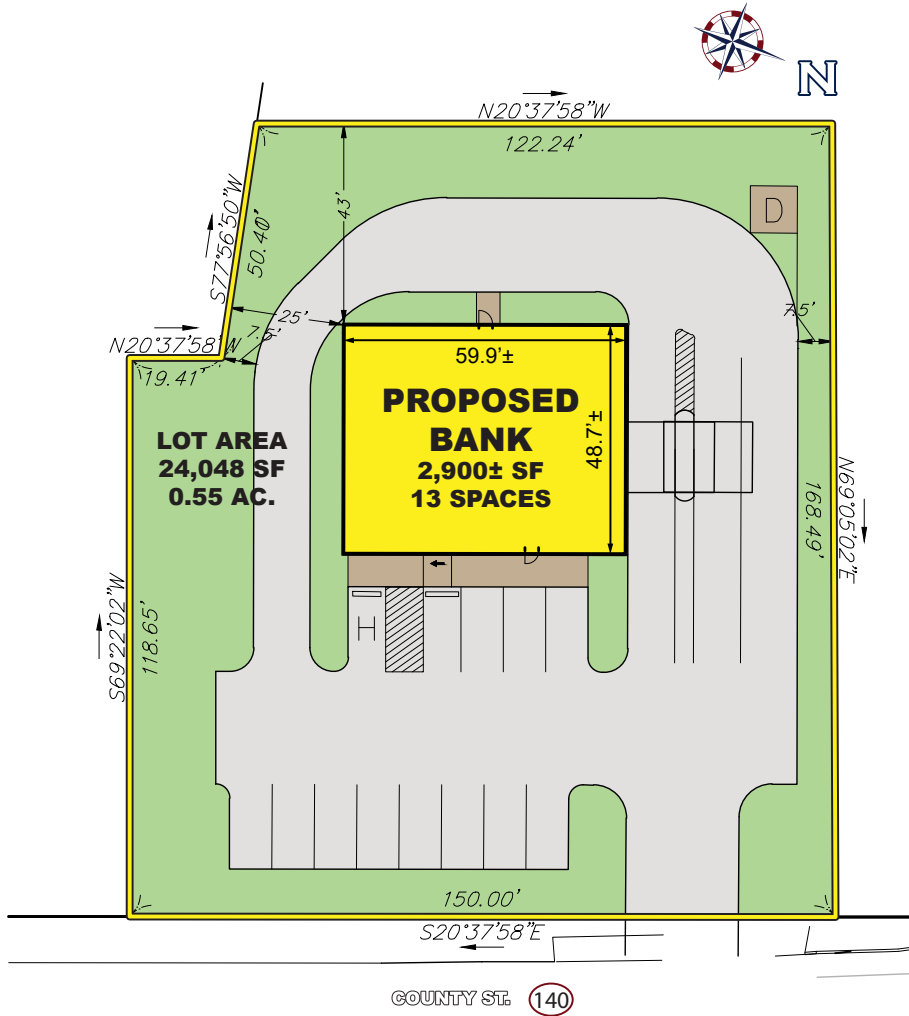 N
N20°37'58"W
122.24'
S77°56'50"W
50.40'
43'
D
25'
7.5'
7.5'
N20°37'58"W
19.41'
59.9'±
PROPOSED
BANK
2,900± SF
13 SPACES
48.7'±
LOT AREA
24,048 SF
0.55 AC.
N69°05'02"E
168.49'
S69°22'02"W
118.65'
H
150.00'
S20°37'58"E
COUNTY ST. 140